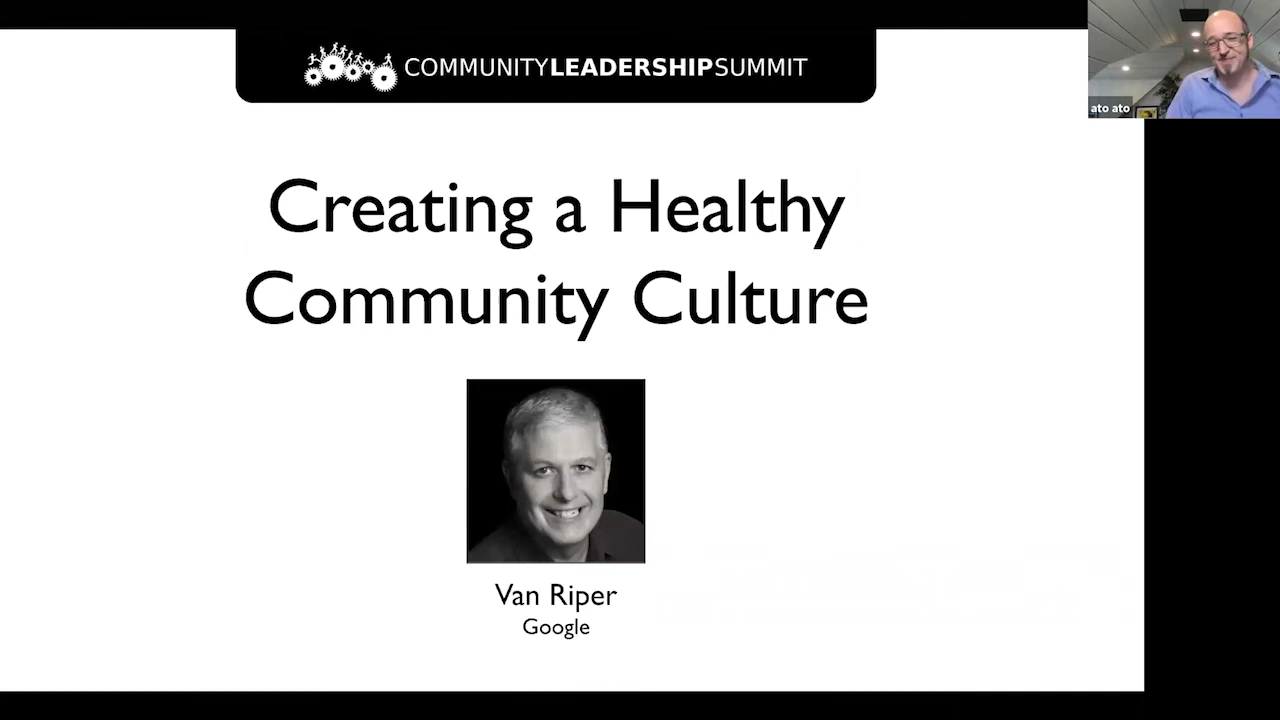 COMMUNITYLEADERSHIPSUMMIT
ato ato
Creating a Healthy
Community Culture
Van Riper
Google